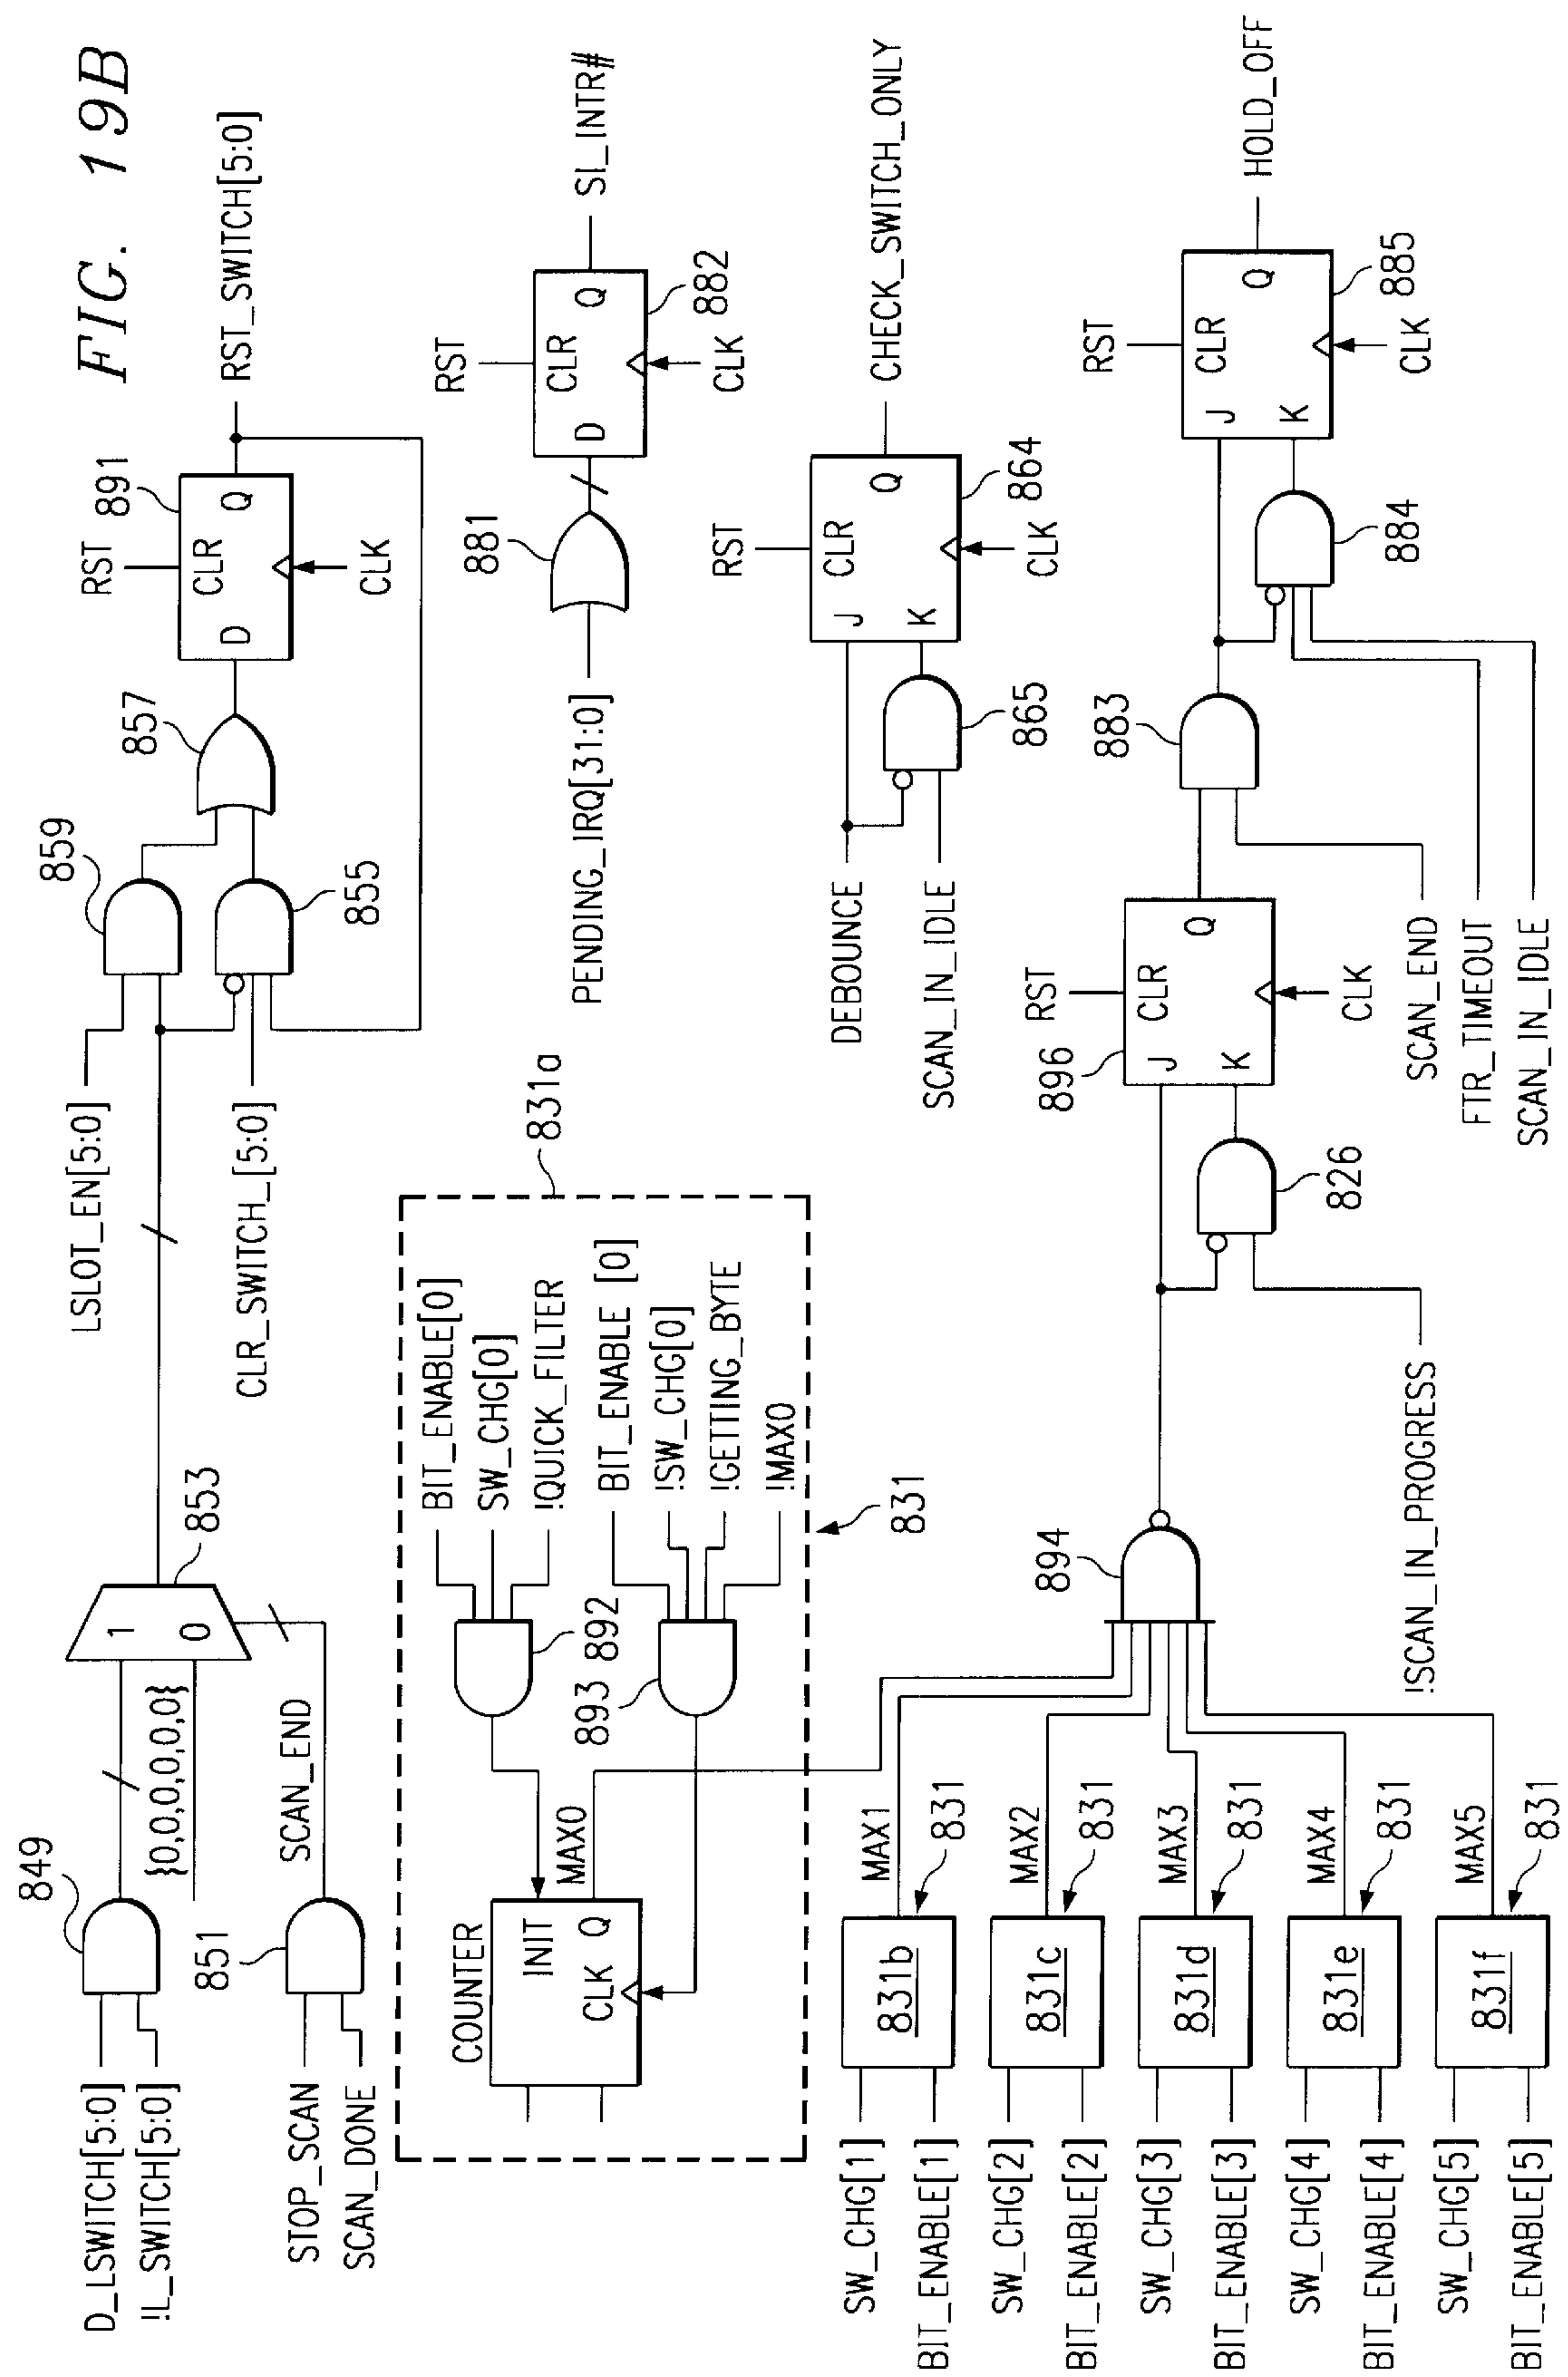 FIG. 19B
D_LSWITCH[5:0]
!L_SWITCH[5:0]
849
{0,0,0,0,0}
STOP_SCAN
SCAN_DONE
851
SCAN_END
1
0
853
LSLOT_EN[5:0]
CLR_SWITCH_[5:0]
859
855
857
RST
891
D
CLR
Q
CLK
RST_SWITCH[5:0]
PENDING_IRQ[31:0]
881
RST
D
CLR
Q
CLK
882
SI_INTR#
DEBOUNCE
SCAN_IN_IDLE
865
RST
J
K
CLR
Q
CLK
864
CHECK_SWITCH_ONLY
831a
COUNTER
INIT
CLK
Q
MAX0
892
893
BIT_ENABLE[0]
SW_CHG[0]
!QUICK_FILTER
BIT_ENABLE [0]
!SW_CHG[0]
!GETTING_BYTE
!MAX0
831
SW_CHG[1]
BIT_ENABLE[1]
831b
MAX1
831
SW_CHG[2]
BIT_ENABLE[2]
831c
MAX2
831
SW_CHG[3]
BIT_ENABLE[3]
831d
MAX3
831
SW_CHG[4]
BIT_ENABLE[4]
831e
MAX4
831
SW_CHG[5]
BIT_ENABLE[5]
831f
MAX5
831
894
!SCAN_IN_PROGRESS
826
896
RST
J
K
CLR
Q
CLK
883
SCAN_END
FTR_TIMEOUT
SCAN_IN_IDLE
884
RST
J
K
CLR
Q
CLK
885
HOLD_OFF